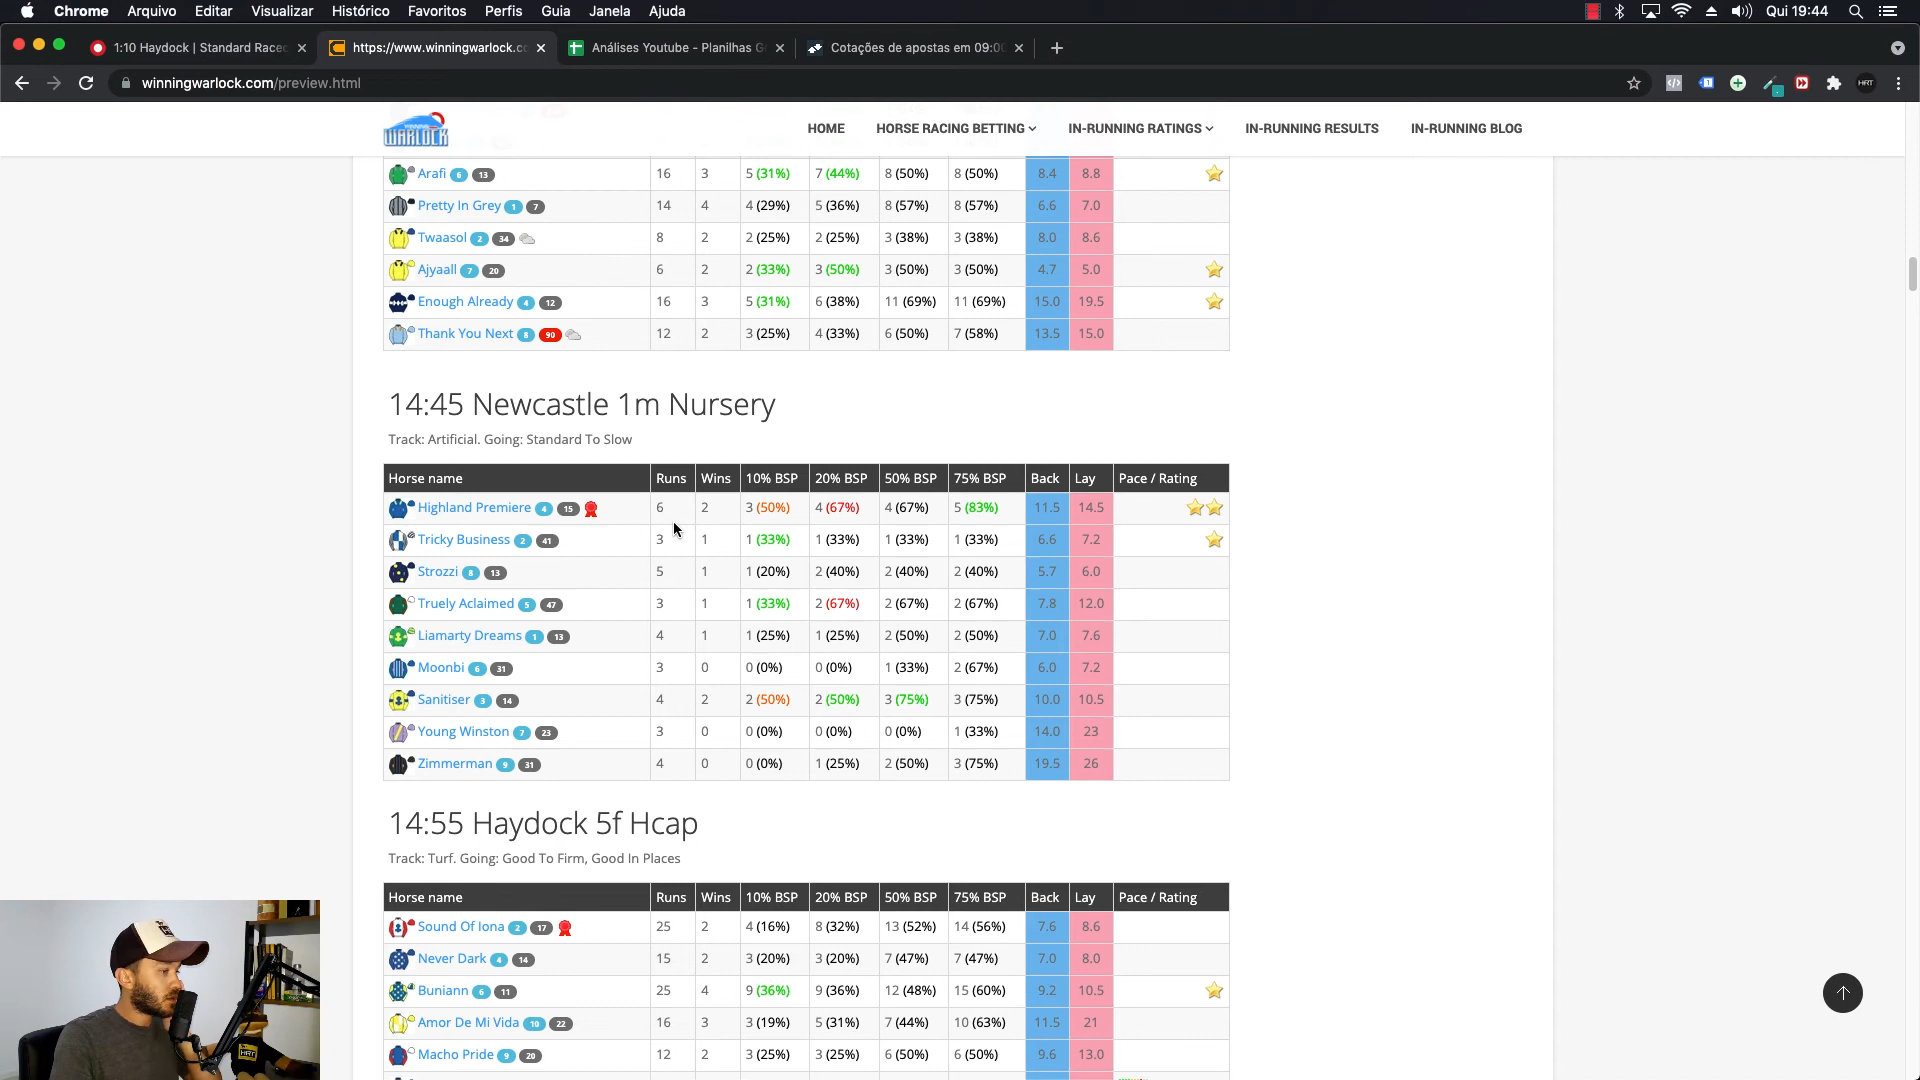 Chrome Arquivo Editar Visualizar Histórico Favoritos Perfis Guia Janela Ajuda Qui 19:44
1:10 Haydock | Standard Racec https://www.winningwarlock.co Análises Youtube - Planilhas G Cotações de apostas em 09:0
winningwarlock.com/preview.html HRT
WARLOCK HOME HORSE RACING BETTING IN-RUNNING RATINGS IN-RUNNING RESULTS IN-RUNNING BLOG
Arafi 6 13 16 3 5 (31%) 7 (44%) 8 (50%) 8 (50%) 8.4 8.8
Pretty In Grey 1 7 14 4 4 (29%) 5 (36%) 8 (57%) 8 (57%) 6.6 7.0
Twaasol 2 34 8 2 2 (25%) 2 (25%) 3 (38%) 3 (38%) 8.0 8.6
Ajyaall 7 20 6 2 2 (33%) 3 (50%) 3 (50%) 3 (50%) 4.7 5.0
Enough Already 4 12 16 3 5 (31%) 6 (38%) 11 (69%) 11 (69%) 15.0 19.5
Thank You Next 8 90 12 2 3 (25%) 4 (33%) 6 (50%) 7 (58%) 13.5 15.0
14:45 Newcastle 1m Nursery
Track: Artificial. Going: Standard To Slow
Horse name Runs Wins 10% BSP 20% BSP 50% BSP 75% BSP Back Lay Pace / Rating
Highland Premiere 4 15 6 2 3 (50%) 4 (67%) 4 (67%) 5 (83%) 11.5 14.5
Tricky Business 2 41 3 1 1 (33%) 1 (33%) 1 (33%) 1 (33%) 6.6 7.2
Strozzi 8 13 5 1 1 (20%) 2 (40%) 2 (40%) 2 (40%) 5.7 6.0
Truely Aclaimed 5 47 3 1 1 (33%) 2 (67%) 2 (67%) 2 (67%) 7.8 12.0
Liamarty Dreams 1 13 4 1 1 (25%) 1 (25%) 2 (50%) 2 (50%) 7.0 7.6
Moonbi 6 31 3 0 0 (0%) 0 (0%) 1 (33%) 2 (67%) 6.0 7.2
Sanitiser 3 14 4 2 2 (50%) 2 (50%) 3 (75%) 3 (75%) 10.0 10.5
Young Winston 7 23 3 0 0 (0%) 0 (0%) 0 (0%) 1 (33%) 14.0 23
Zimmerman 9 31 4 0 0 (0%) 1 (25%) 2 (50%) 3 (75%) 19.5 26
14:55 Haydock 5f Hcap
Track: Turf. Going: Good To Firm, Good In Places
Horse name Runs Wins 10% BSP 20% BSP 50% BSP 75% BSP Back Lay Pace / Rating
Sound Of Iona 2 17 25 2 4 (16%) 8 (32%) 13 (52%) 14 (56%) 7.6 8.6
Never Dark 4 14 15 2 3 (20%) 3 (20%) 7 (47%) 7 (47%) 7.0 8.0
Buniann 6 11 25 4 9 (36%) 9 (36%) 12 (48%) 15 (60%) 9.2 10.5
Amor De Mi Vida 10 22 16 3 3 (19%) 5 (31%) 7 (44%) 10 (63%) 11.5 21
Macho Pride 9 20 12 2 3 (25%) 3 (25%) 6 (50%) 6 (50%) 9.6 13.0
HRT